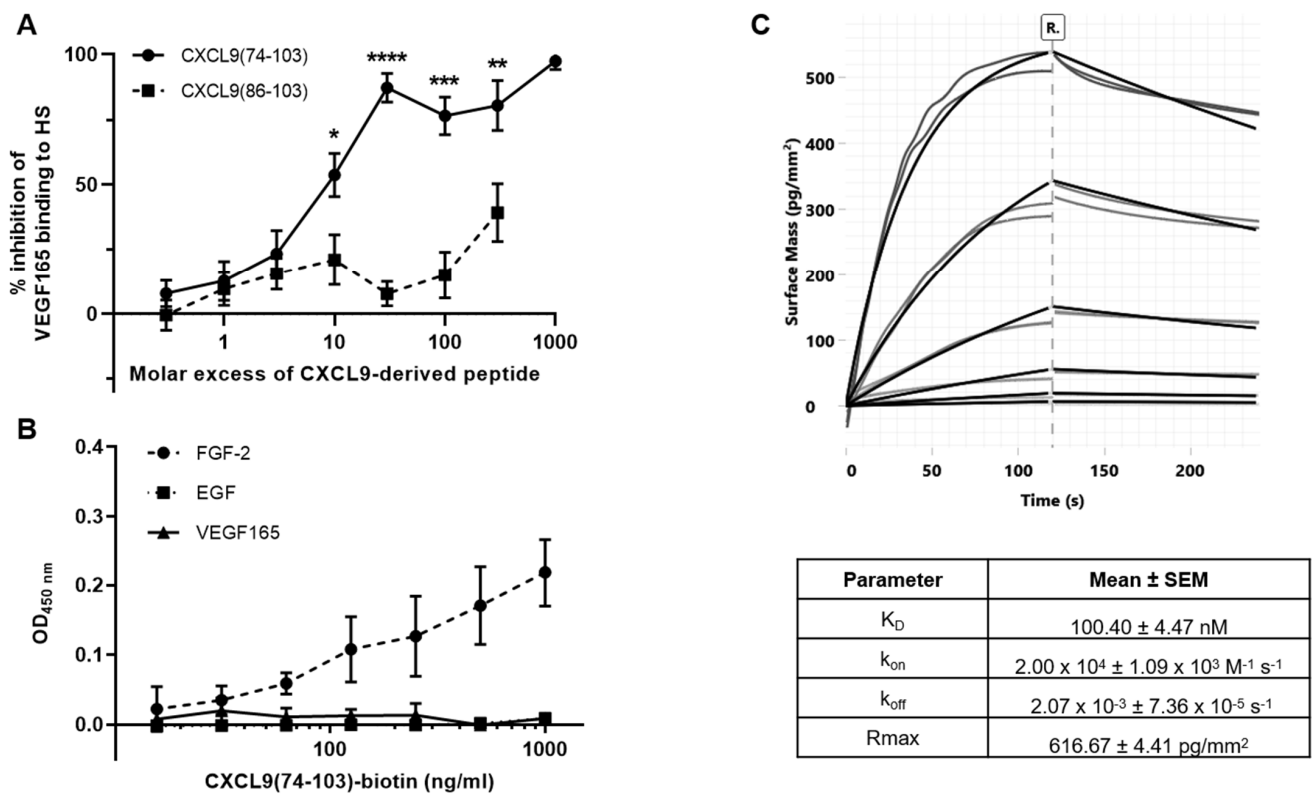 A
% inhibition of
VEGF165 binding to HS
100
50
0
CXCL9(74-103)
CXCL9(86-103)
*
****
***
**
1
10
100
1000
Molar excess of CXCL9-derived peptide
B
OD450 nm
0.4
0.3
0.2
0.1
0.0
FGF-2
EGF
VEGF165
100
1000
CXCL9(74-103)-biotin (ng/ml)
C
R.
Surface Mass (pg/mm²)
500
400
300
200
100
0
0
50
100
150
200
Time (s)
Parameter Mean ± SEM
KD 100.40 ± 4.47 nM
kon 2.00 x 10⁴ ± 1.09 x 10³ M⁻¹ s⁻¹
koff 2.07 x 10⁻³ ± 7.36 x 10⁻⁵ s⁻¹
Rmax 616.67 ± 4.41 pg/mm²